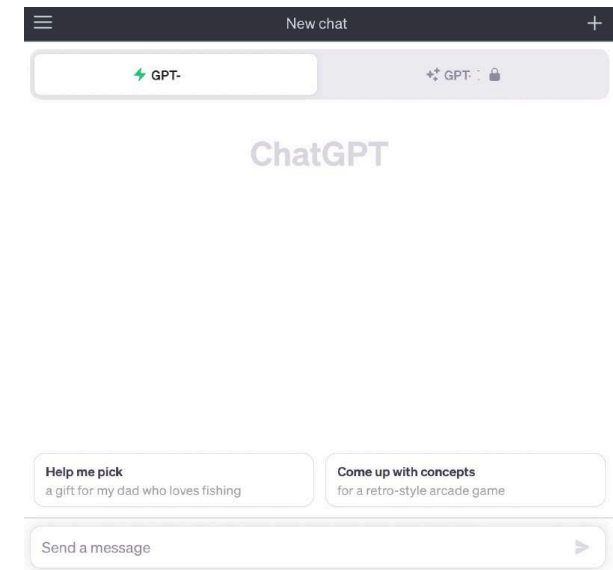 New chat
GPT-
GPT-
ChatGPT
Help me pick
a gift for my dad who loves fishing
Come up with concepts
for a retro-style arcade game
Send a message